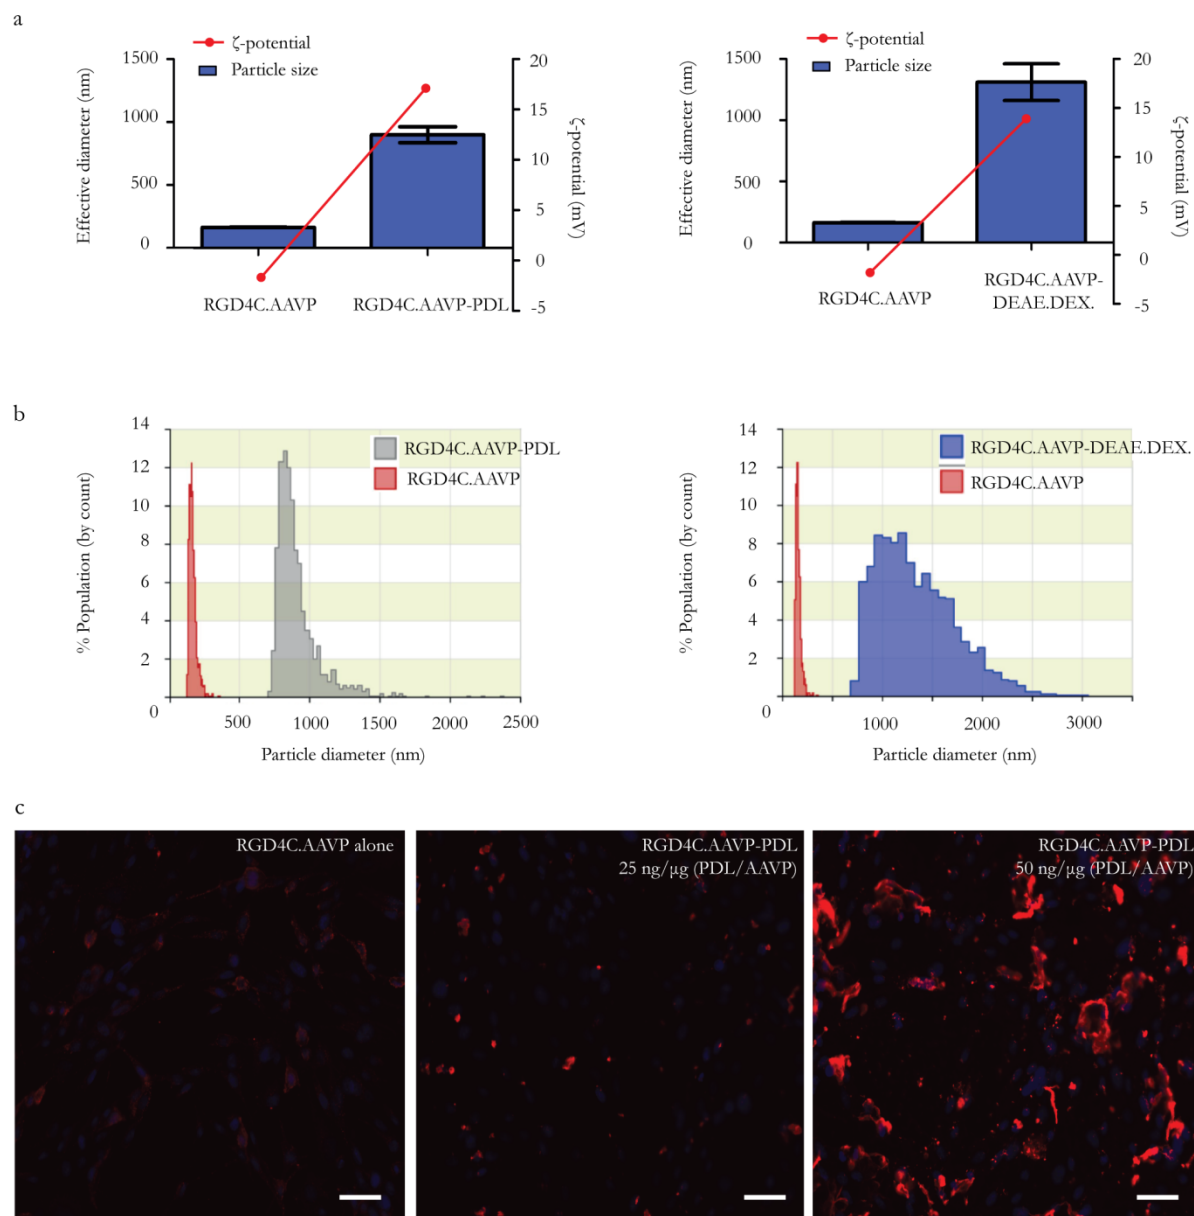 a
ζ-potential
Particle size
1500
1000
500
0
20
15
10
5
0
-5
Effective diameter (nm)
ζ-potential (mV)
RGD4C.AAVP
RGD4C.AAVP-PDL
ζ-potential
Particle size
1500
1000
500
0
20
15
10
5
0
-5
Effective diameter (nm)
ζ-potential (mV)
RGD4C.AAVP
RGD4C.AAVP-
DEAE.DEX.
b
14
12
10
8
6
4
2
0
500
1000
1500
2000
2500
% Population (by count)
Particle diameter (nm)
RGD4C.AAVP-PDL
RGD4C.AAVP
14
12
10
8
6
4
2
0
1000
2000
3000
% Population (by count)
Particle diameter (nm)
RGD4C.AAVP-DEAE.DEX.
RGD4C.AAVP
c
RGD4C.AAVP alone
RGD4C.AAVP-PDL
25 ng/μg (PDL/AAVP)
RGD4C.AAVP-PDL
50 ng/μg (PDL/AAVP)